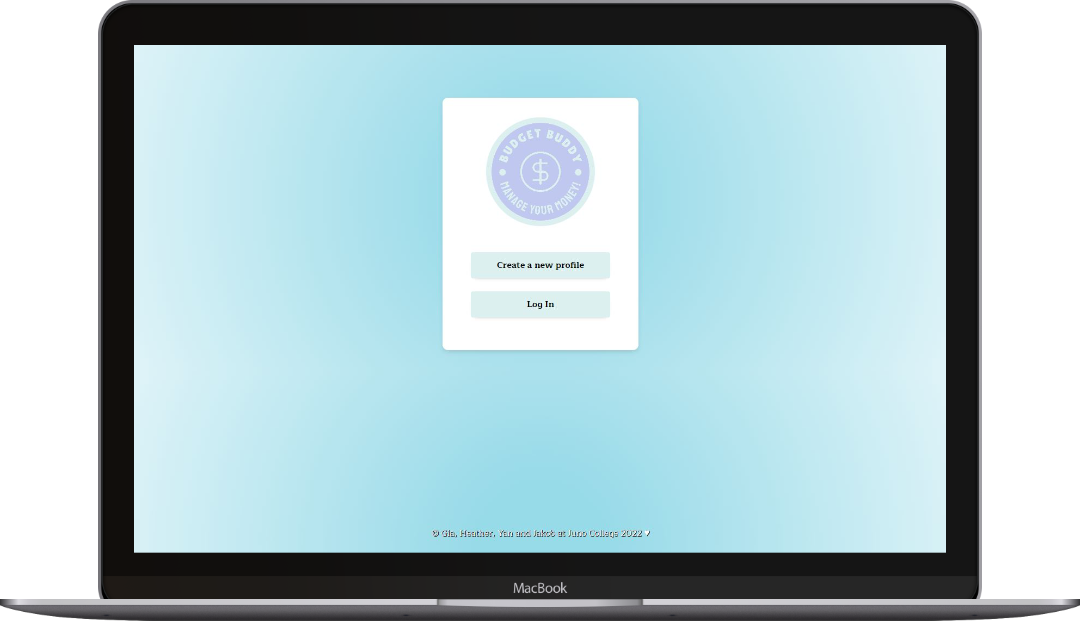 BUDGET BUDDY
$
MANAGE YOUR MONEY!
Create a new profile
Log In
© Gia, Heather, Yan and Jakob at Juno College 2022 ♥
MacBook